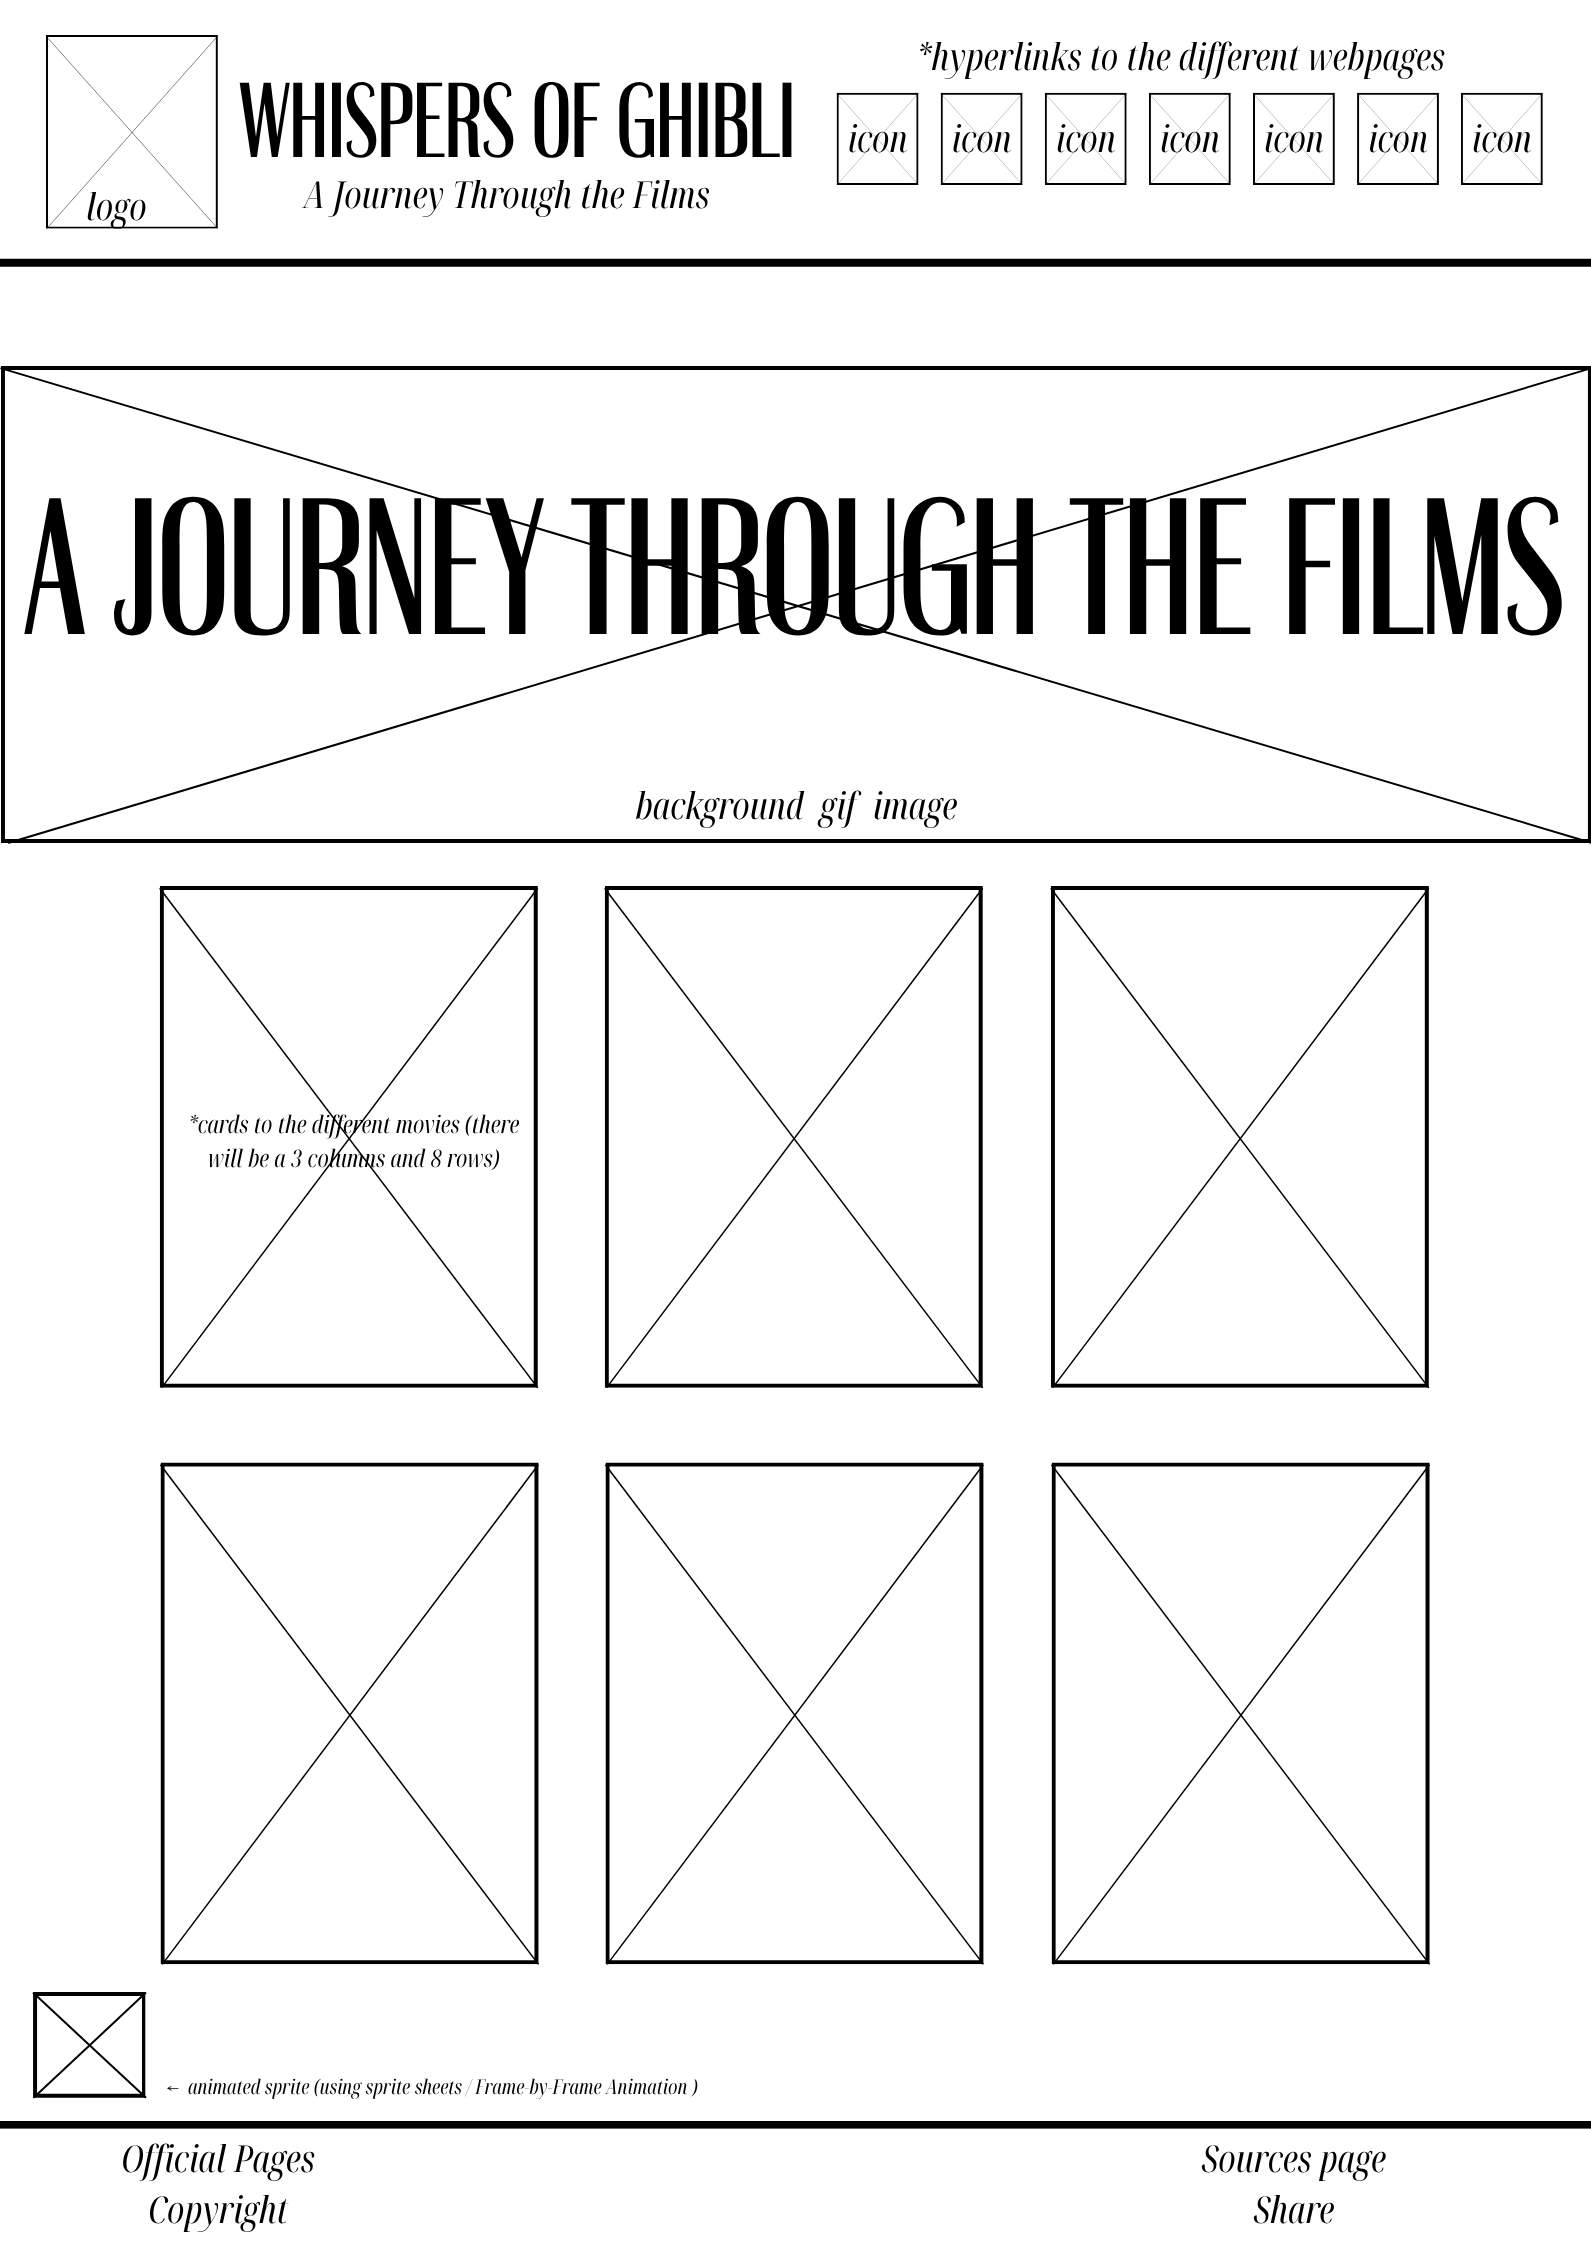 logo
WHISPERS OF GHIBLI
A Journey Through the Films
*hyperlinks to the different webpages
icon icon icon icon icon icon icon
A JOURNEY THROUGH THE FILMS
background gif image
*cards to the different movies (there
will be a 3 columns and 8 rows)
← animated sprite (using sprite sheets / Frame-by-Frame Animation )
Official Pages
Copyright
Sources page
Share